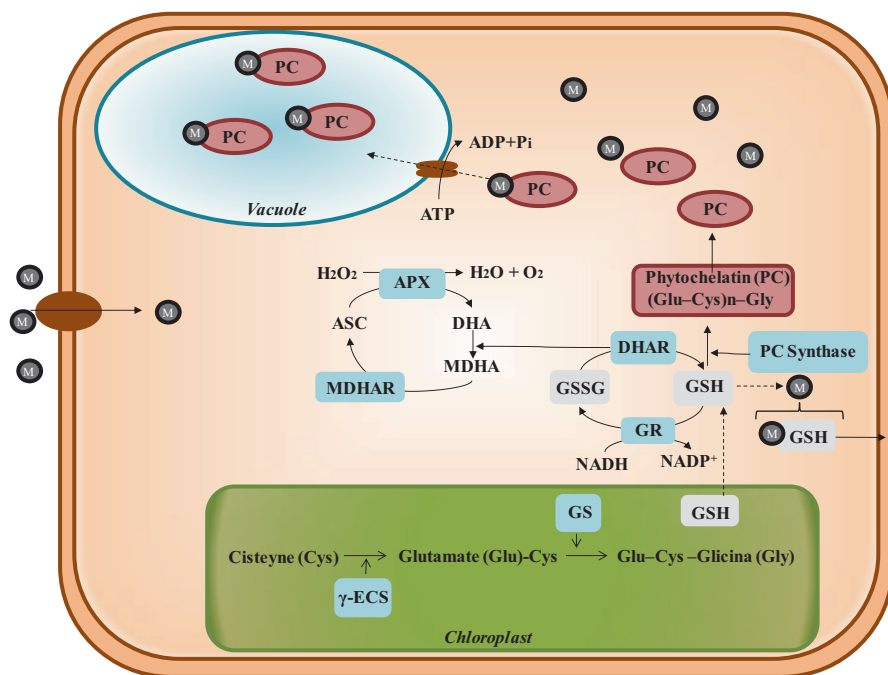 M
PC
M
PC
M
PC
Vacuole
ADP+Pi
ATP
M
PC
M
M
M
PC
M
PC
Phytochelatin (PC)
(Glu–Cys)n–Gly
M
M
M
M
H2O2
APX
H2O + O2
ASC
DHA
MDHA
MDHAR
DHAR
PC Synthase
GSSG
GSH
M
GR
NADH
NADP+
M
GSH
GSH
GS
Cisteyne (Cys)
Glutamate (Glu)-Cys
Glu–Cys –Glicina (Gly)
γ-ECS
Chloroplast